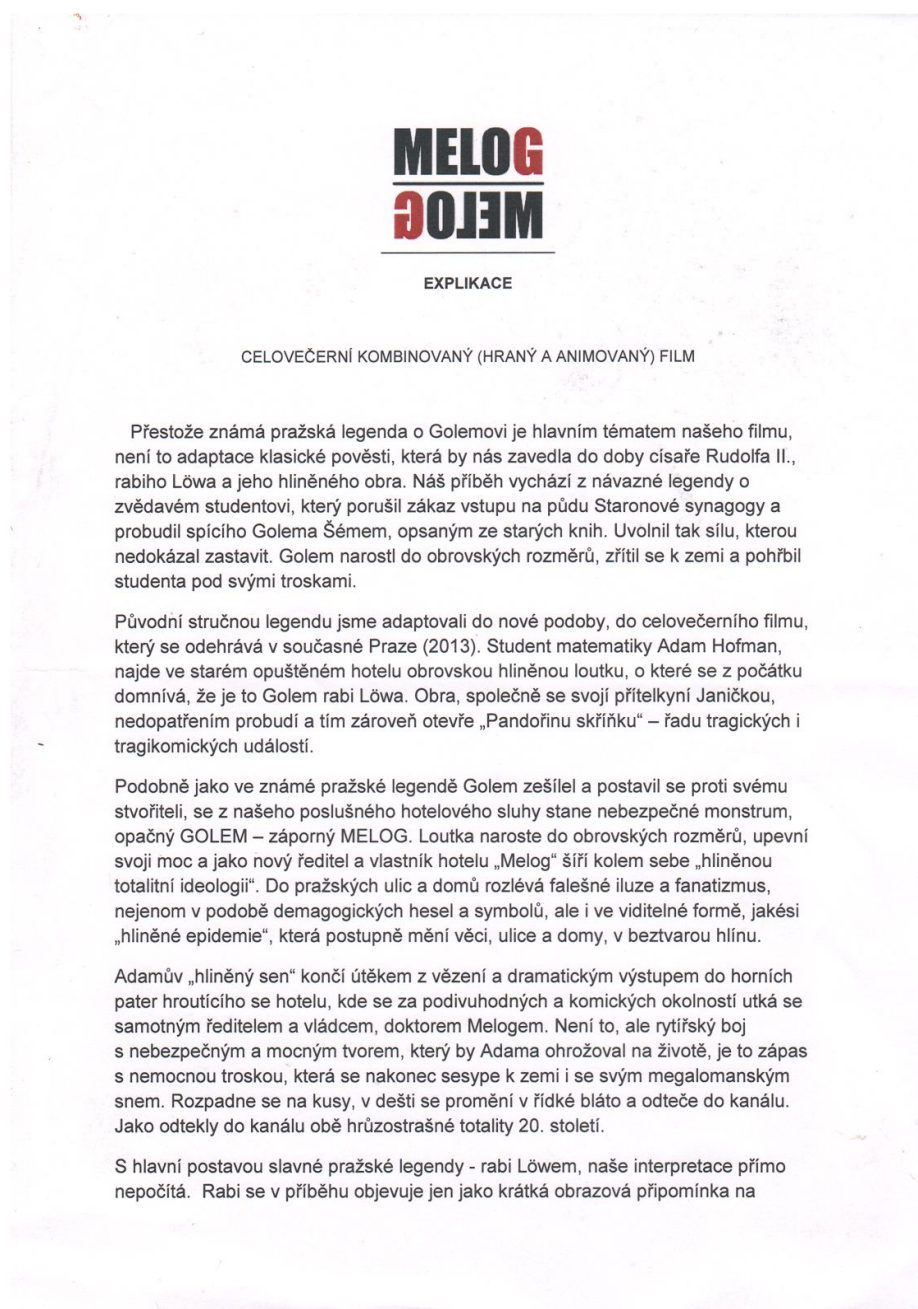 MELOG
MELOG
EXPLIKACE
CELOVEČERNÍ KOMBINOVANÝ (HRANÝ A ANIMOVANÝ) FILM
Přestože známá pražská legenda o Golemovi je hlavním tématem našeho filmu,
není to adaptace klasické pověsti, která by nás zavedla do doby císaře Rudolfa II.,
rabiho Löwa a jeho hliněného obra. Náš příběh vychází z návazné legendy o
zvědavém studentovi, který porušil zákaz vstupu na půdu Staronové synagogy a
probudil spícího Golema Šémem, opsaným ze starých knih. Uvolnil tak sílu, kterou
nedokázal zastavit. Golem narostl do obrovských rozměrů, zřítil se k zemi a pohřbil
studenta pod svými troskami.
Původní stručnou legendu jsme adaptovali do nové podoby, do celovečerního filmu,
který se odehrává v současné Praze (2013). Student matematiky Adam Hofman,
najde ve starém opuštěném hotelu obrovskou hliněnou loutku, o které se z počátku
domnívá, že je to Golem rabi Löwa. Obra, společně se svojí přítelkyní Janičkou,
nedopatřením probudí a tím zároveň otevře „Pandořinu skříňku“ – řadu tragických i
tragikomických událostí.
Podobně jako ve známé pražské legendě Golem zešílel a postavil se proti svému
stvořiteli, se z našeho poslušného hotelového sluhy stane nebezpečné monstrum,
opačný GOLEM – záporný MELOG. Loutka naroste do obrovských rozměrů, upevní
svoji moc a jako nový ředitel a vlastník hotelu „Melog“ šíří kolem sebe „hliněnou
totalitní ideologii“. Do pražských ulic a domů rozlévá falešné iluze a fanatizmus,
nejenom v podobě demagogických hesel a symbolů, ale i ve viditelné formě, jakési
„hliněné epidemie“, která postupně mění věci, ulice a domy, v beztvarou hlínu.
Adamův „hliněný sen“ končí útěkem z vězení a dramatickým výstupem do horních
pater hroutícího se hotelu, kde se za podivuhodných a komických okolností utká se
samotným ředitelem a vládcem, doktorem Melogem. Není to, ale rytířský boj
s nebezpečným a mocným tvorem, který by Adama ohrožoval na životě, je to zápas
s nemocnou troskou, která se nakonec sesype k zemi i se svým megalomanským
snem. Rozpadne se na kusy, v dešti se promění v řídké bláto a odteče do kanálu.
Jako odtekly do kanálu obě hrůzostrašné totality 20. století.
S hlavní postavou slavné pražské legendy - rabi Löwem, naše interpretace přímo
nepočítá. Rabi se v příběhu objevuje jen jako krátká obrazová připomínka na